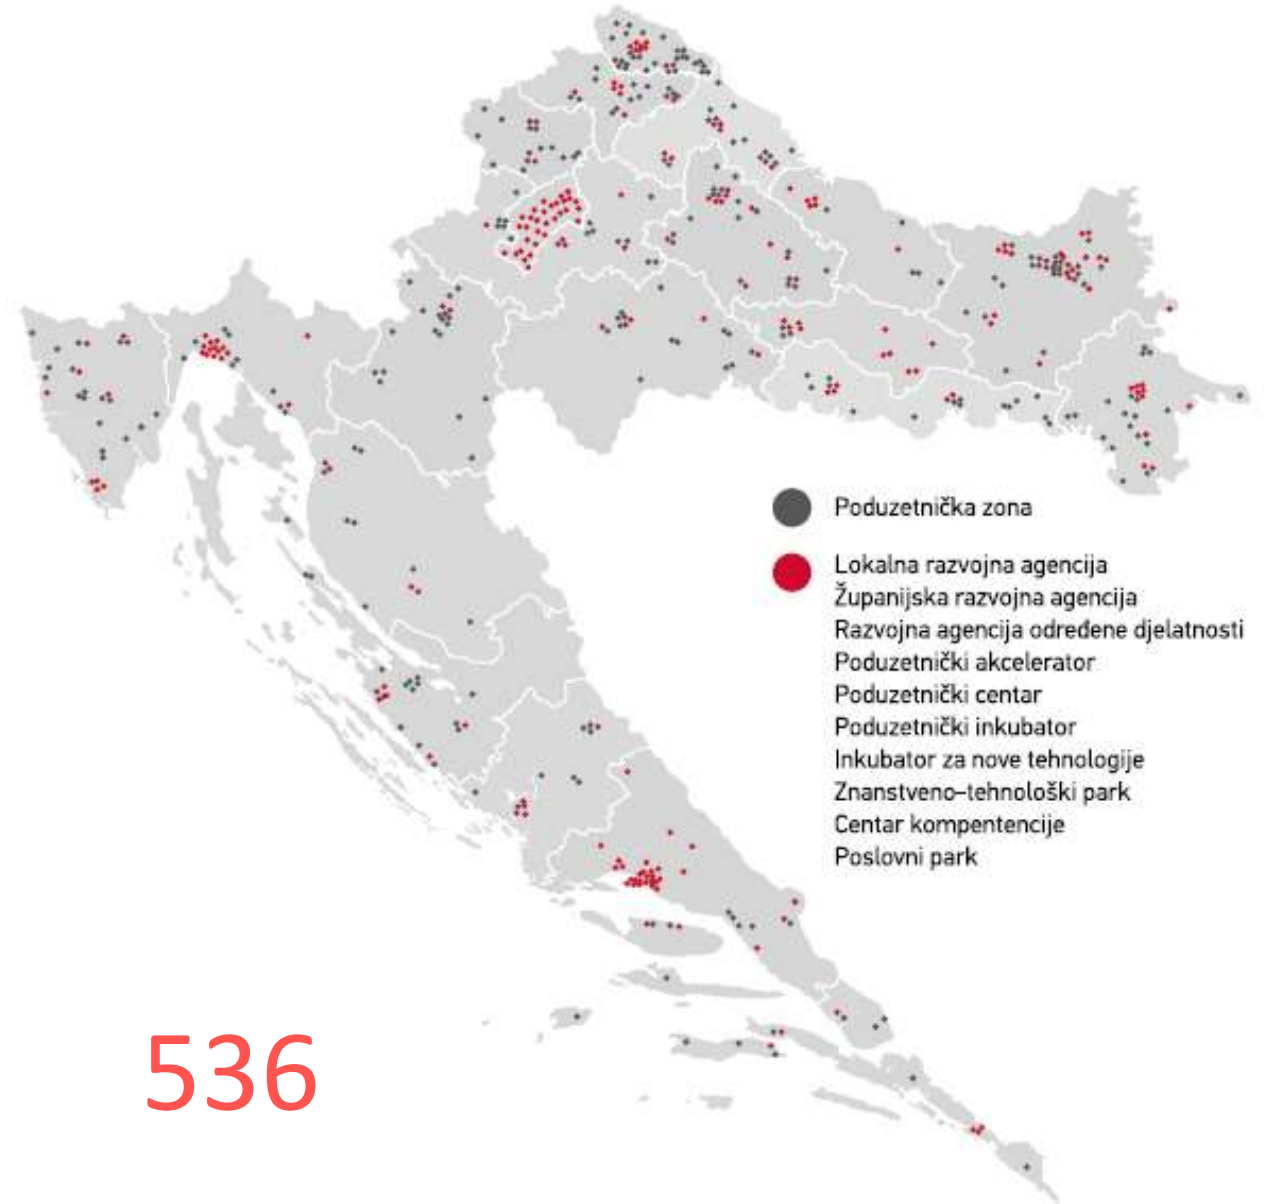 Poduzetnička zona
Lokalna razvojna agencija
Županijska razvojna agencija
Razvojna agencija određene djelatnosti
Poduzetnički akcelerator
Poduzetnički centar
Poduzetnički inkubator
Inkubator za nove tehnologije
Znanstveno–tehnološki park
Centar kompentencije
Poslovni park
536